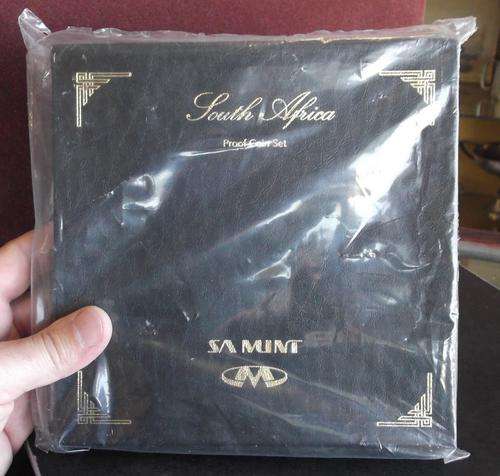 South Africa
Proof Coin Set
SA MINT
M